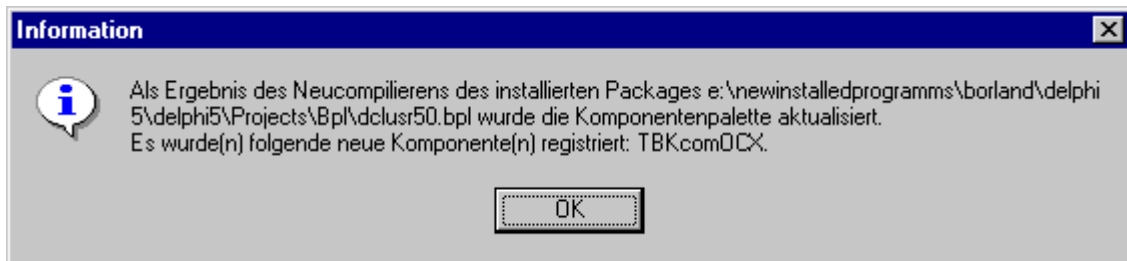 Information
Als Ergebnis des Neucompilierens des installierten Packages e:\newinstalledprogramms\borland\delphi
5\delphi5\Projects\Bpl\dclusr50.bpl wurde die Komponentenpalette aktualisiert.
Es wurde(n) folgende neue Komponente(n) registriert: TBKcomOCX.
OK